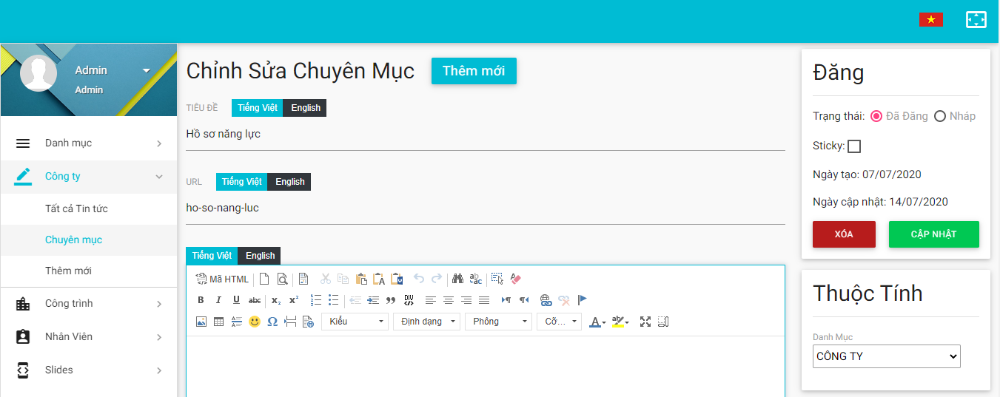 Admin
Admin
Danh mục
Công ty
Tất cả Tin tức
Chuyên mục
Thêm mới
Công trình
Nhân Viên
Slides
Chỉnh Sửa Chuyên Mục Thêm mới
TIÊU ĐỀ Tiếng Việt English
Hồ sơ năng lực
URL Tiếng Việt English
ho-so-nang-luc
Tiếng Việt English
Mã HTML
Kiểu Định dạng Phông Cỡ...
Đăng
Trạng thái: Đã Đăng Nháp
Sticky:
Ngày tạo: 07/07/2020
Ngày cập nhật: 14/07/2020
XÓA CẬP NHẬT
Thuộc Tính
Danh Mục
CÔNG TY